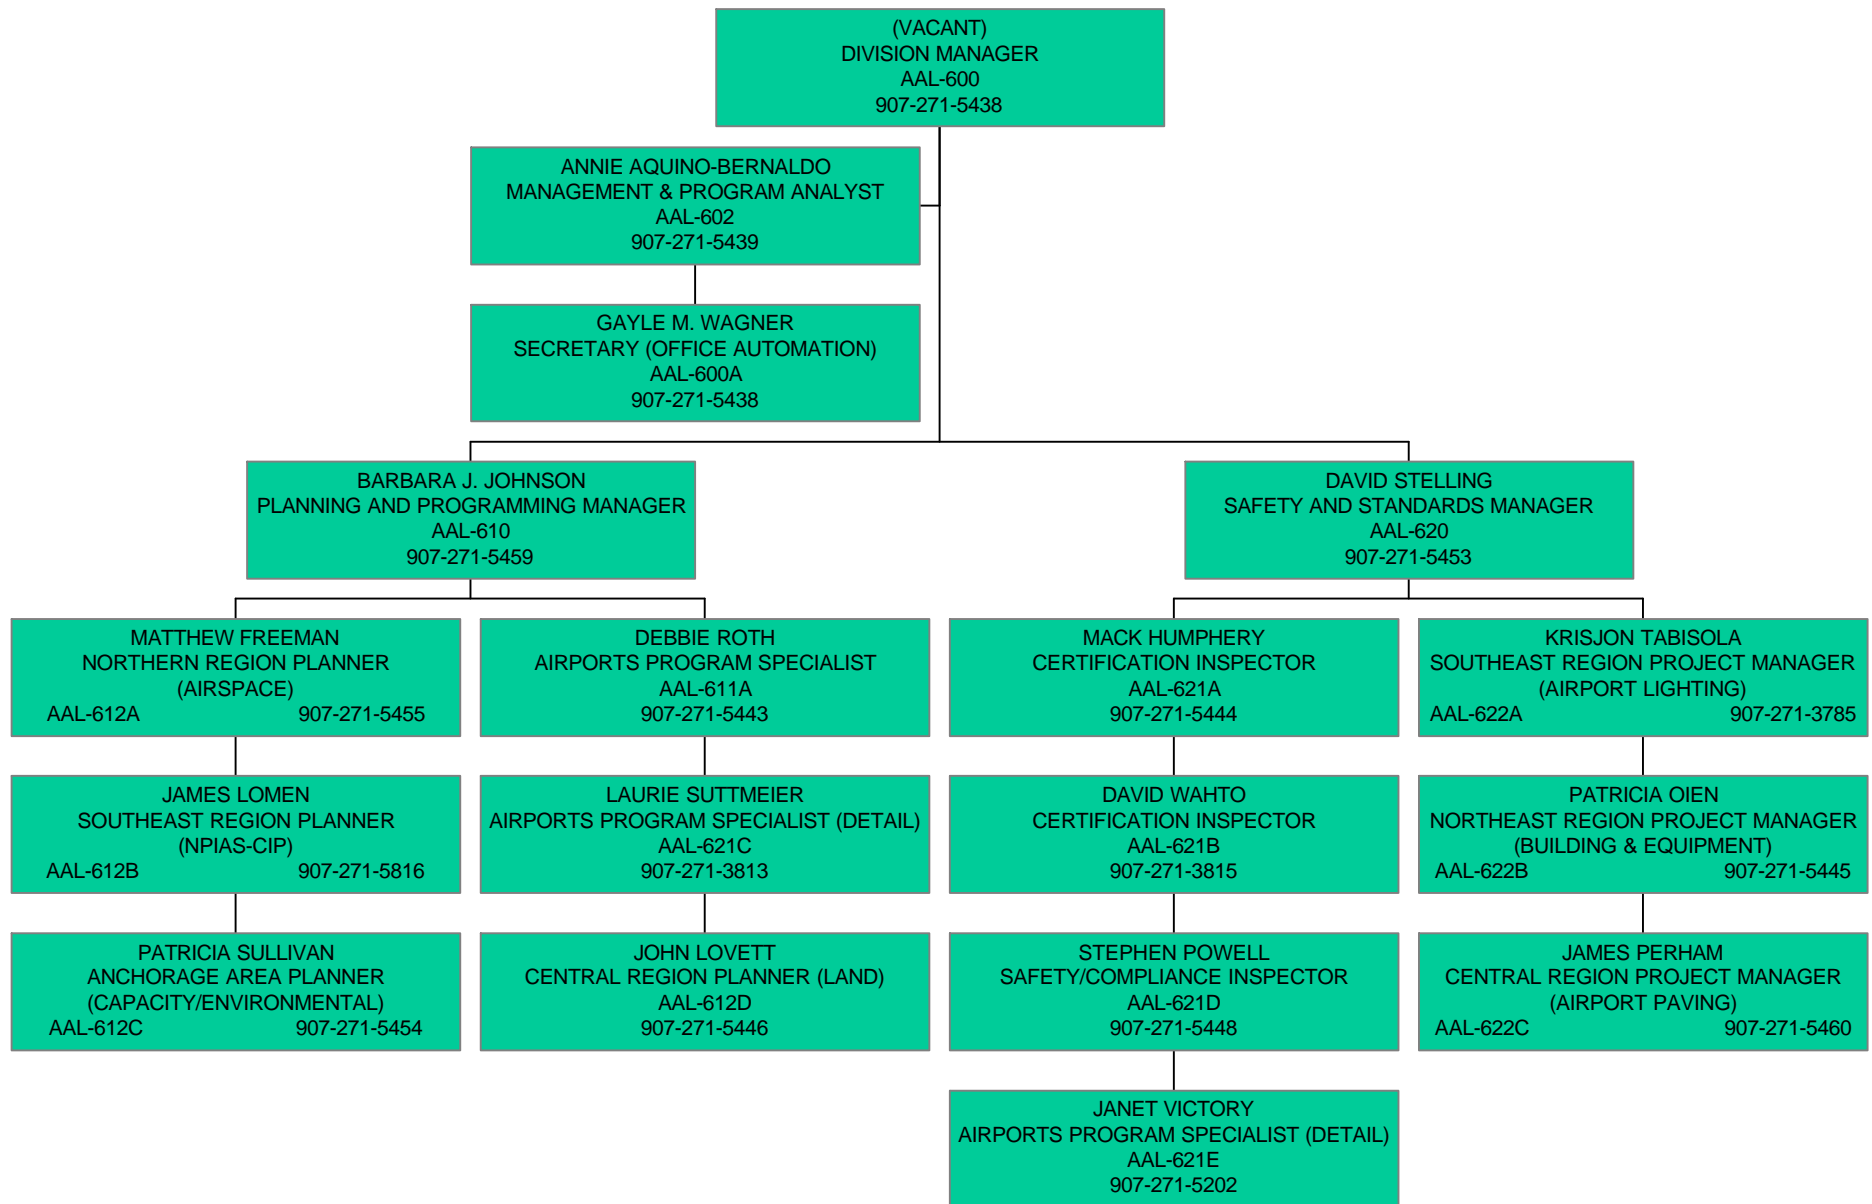 (VACANT)
DIVISION MANAGER
AAL-600
907-271-5438
ANNIE AQUINO-BERNALDO
MANAGEMENT & PROGRAM ANALYST
AAL-602
907-271-5439
GAYLE M. WAGNER
SECRETARY (OFFICE AUTOMATION)
AAL-600A
907-271-5438
BARBARA J. JOHNSON
PLANNING AND PROGRAMMING MANAGER
AAL-610
907-271-5459
DAVID STELLING
SAFETY AND STANDARDS MANAGER
AAL-620
907-271-5453
MATTHEW FREEMAN
NORTHERN REGION PLANNER
(AIRSPACE)
AAL-612A 907-271-5455
DEBBIE ROTH
AIRPORTS PROGRAM SPECIALIST
AAL-611A
907-271-5443
MACK HUMPHERY
CERTIFICATION INSPECTOR
AAL-621A
907-271-5444
KRISJON TABISOLA
SOUTHEAST REGION PROJECT MANAGER
(AIRPORT LIGHTING)
AAL-622A 907-271-3785
JAMES LOMEN
SOUTHEAST REGION PLANNER
(NPIAS-CIP)
AAL-612B 907-271-5816
LAURIE SUTTMEIER
AIRPORTS PROGRAM SPECIALIST (DETAIL)
AAL-621C
907-271-3813
DAVID WAHTO
CERTIFICATION INSPECTOR
AAL-621B
907-271-3815
PATRICIA OIEN
NORTHEAST REGION PROJECT MANAGER
(BUILDING & EQUIPMENT)
AAL-622B 907-271-5445
PATRICIA SULLIVAN
ANCHORAGE AREA PLANNER
(CAPACITY/ENVIRONMENTAL)
AAL-612C 907-271-5454
JOHN LOVETT
CENTRAL REGION PLANNER (LAND)
AAL-612D
907-271-5446
STEPHEN POWELL
SAFETY/COMPLIANCE INSPECTOR
AAL-621D
907-271-5448
JAMES PERHAM
CENTRAL REGION PROJECT MANAGER
(AIRPORT PAVING)
AAL-622C 907-271-5460
JANET VICTORY
AIRPORTS PROGRAM SPECIALIST (DETAIL)
AAL-621E
907-271-5202